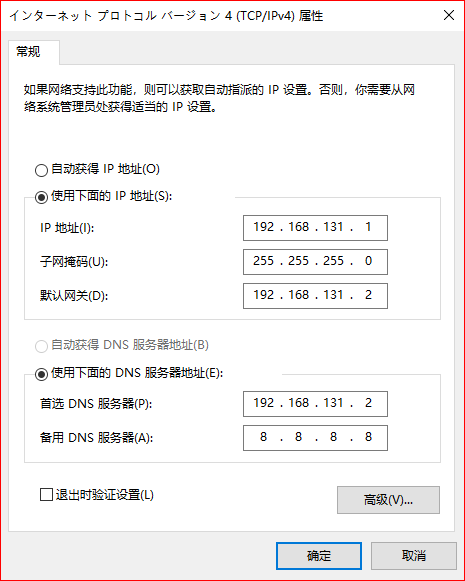 インターネット プロトコル バージョン 4 (TCP/IPv4) 属性
常规
如果网络支持此功能，则可以获取自动指派的 IP 设置。否则，你需要从网
络系统管理员处获得适当的 IP 设置。
自动获得 IP 地址(O)
使用下面的 IP 地址(S):
IP 地址(I): 192 . 168 . 131 . 1
子网掩码(U): 255 . 255 . 255 . 0
默认网关(D): 192 . 168 . 131 . 2
自动获得 DNS 服务器地址(B)
使用下面的 DNS 服务器地址(E):
首选 DNS 服务器(P): 192 . 168 . 131 . 2
备用 DNS 服务器(A): 8 . 8 . 8 . 8
退出时验证设置(L)
高级(V)...
确定 取消